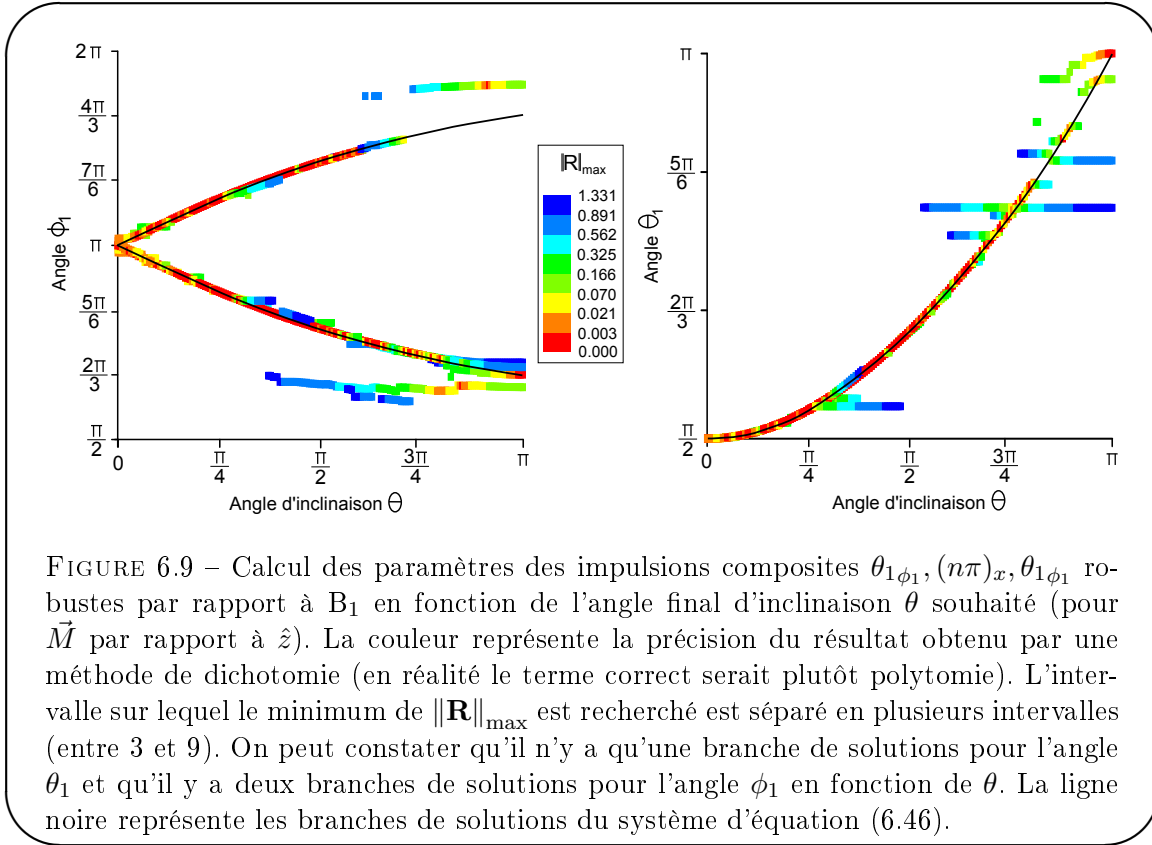 2π
4π/3
7π/6
π
5π/6
2π/3
π/2
Angle ϕ₁
0
π/4
π/2
3π/4
π
Angle d'inclinaison θ
‖R‖max
1.331
0.891
0.562
0.325
0.166
0.070
0.021
0.003
0.000
π
5π/6
2π/3
π/2
Angle θ₁
0
π/4
π/2
3π/4
π
Angle d'inclinaison θ
FIGURE 6.9 – Calcul des paramètres des impulsions composites θ₁ϕ₁, (nπ)ₓ, θ₁ϕ₁ ro-
bustes par rapport à B₁ en fonction de l'angle final d'inclinaison θ souhaité (pour
M⃗ par rapport à ẑ). La couleur représente la précision du résultat obtenu par une
méthode de dichotomie (en réalité le terme correct serait plutôt polytomie). L'inter-
valle sur lequel le minimum de ‖R‖max est recherché est séparé en plusieurs intervalles
(entre 3 et 9). On peut constater qu'il n'y a qu'une branche de solutions pour l'angle
θ₁ et qu'il y a deux branches de solutions pour l'angle ϕ₁ en fonction de θ. La ligne
noire représente les branches de solutions du système d'équation (6.46).